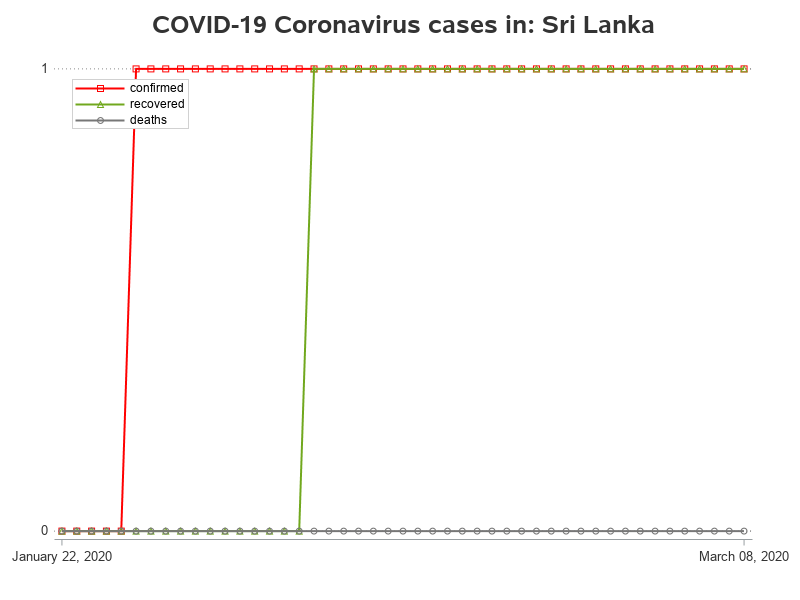 COVID-19 Coronavirus cases in: Sri Lanka
1
confirmed
recovered
deaths
0
January 22, 2020
March 08, 2020